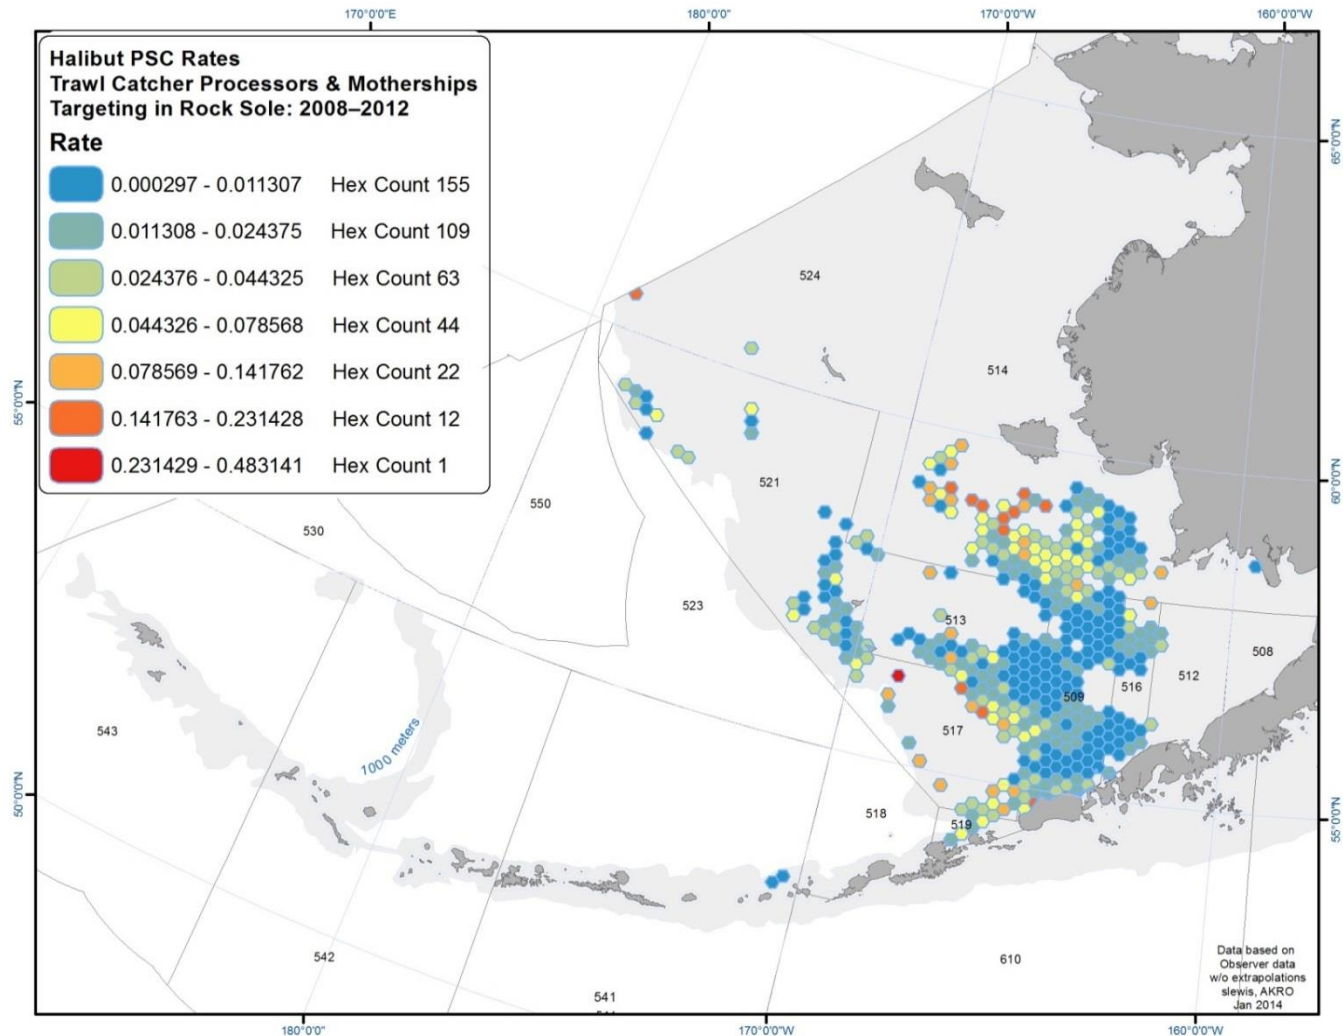 170°0'0"E
180°0'0"
170°0'0"W
160°0'0"W
Halibut PSC Rates
Trawl Catcher Processors & Motherships
Targeting in Rock Sole: 2008–2012
Rate
0.000297 - 0.011307 Hex Count 155
0.011308 - 0.024375 Hex Count 109
0.024376 - 0.044325 Hex Count 63
0.044326 - 0.078568 Hex Count 44
0.078569 - 0.141762 Hex Count 22
0.141763 - 0.231428 Hex Count 12
0.231429 - 0.483141 Hex Count 1
65°0'0"N
524
514
55°0'0"N
60°0'0"N
521
550
530
523
513
508
512
516
509
543
517
7000 meters
50°0'0"N
518
519
55°0'0"N
542
610
541
Data based on
Observer data
w/o extrapolations
slewis, AKRO
Jan 2014
180°0'0"
170°0'0"W
160°0'0"W